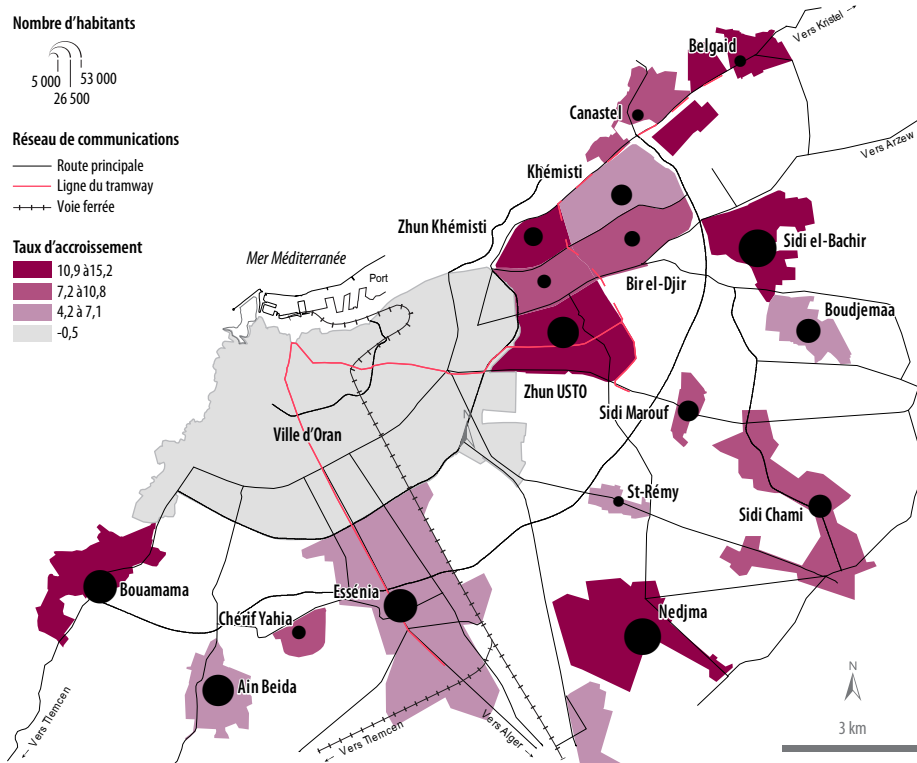 Nombre d’habitants
5 000
53 000
26 500
Réseau de communications
Route principale
Ligne du tramway
Voie ferrée
Taux d’accroissement
10,9 à15,2
7,2 à10,8
4,2 à 7,1
-0,5
Vers Kristel
Belgaid
Canastel
Vers Arzew
Khémisti
Zhun Khémisti
Sidi el-Bachir
Mer Méditerranée
Port
Bir el-Djir
Boudjemaa
Zhun USTO
Sidi Marouf
Ville d’Oran
N
St-Rémy
Sidi Chami
Bouamama
Essénia
Chérif Yahia
Nedjma
Ain Beida
N
3 km
Vers Tlemcen
Vers Tlemcen
Vers Alger